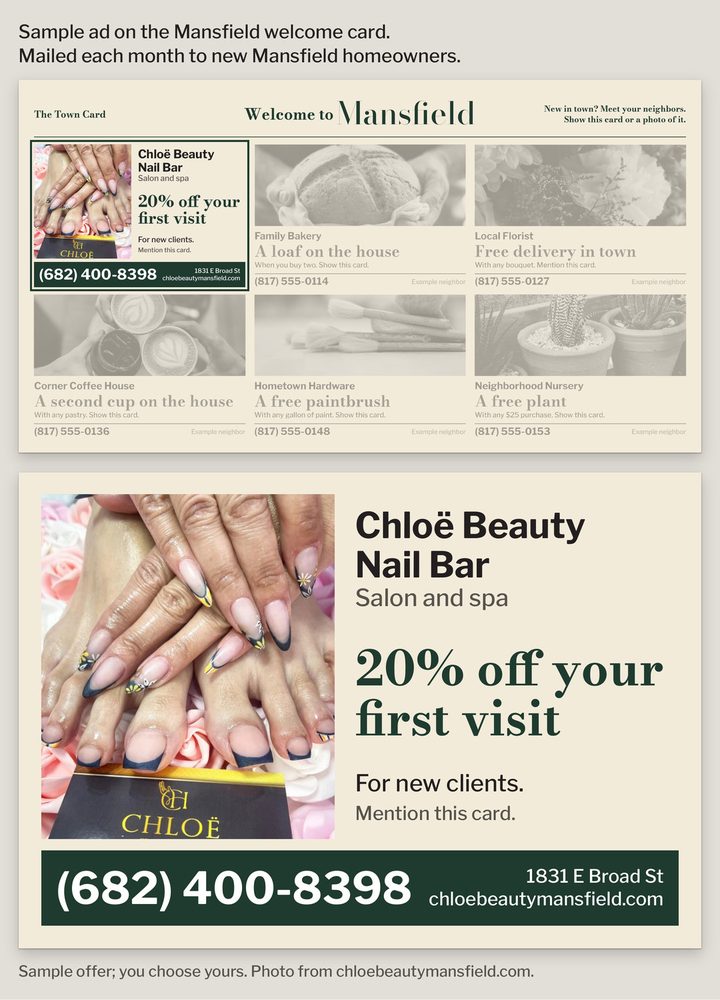 Sample ad on the Mansfield welcome card.
Mailed each month to new Mansfield homeowners.
The Town Card
Welcome to Mansfield
New in town? Meet your neighbors.
Show this card or a photo of it.
Chloë Beauty
Nail Bar
Salon and spa
20% off your
first visit
For new clients.
Mention this card.
CHLOË
(682) 400-8398
1831 E Broad St
chloebeautymansfield.com
Family Bakery
A loaf on the house
When you buy two. Show this card.
(817) 555-0114
Example neighbor
Local Florist
Free delivery in town
With any bouquet. Mention this card.
(817) 555-0127
Example neighbor
Corner Coffee House
A second cup on the house
With any pastry. Show this card.
(817) 555-0136
Example neighbor
Hometown Hardware
A free paintbrush
With any gallon of paint. Show this card.
(817) 555-0148
Example neighbor
Neighborhood Nursery
A free plant
With any $25 purchase. Show this card.
(817) 555-0153
Example neighbor
Chloë Beauty
Nail Bar
Salon and spa
20% off your
first visit
For new clients.
Mention this card.
CHLOË
(682) 400-8398
1831 E Broad St
chloebeautymansfield.com
Sample offer; you choose yours. Photo from chloebeautymansfield.com.